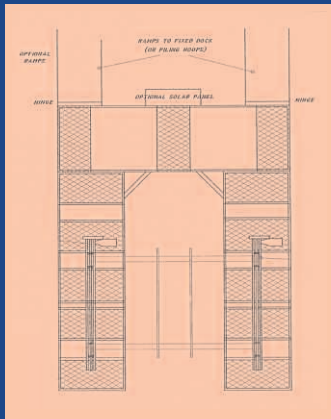 RAMPS TO FIXED DOCK
(OR PILING HOOPS)
OPTIONAL
RAMPS
HINGE
OPTIONAL SOLAR PANEL
HINGE